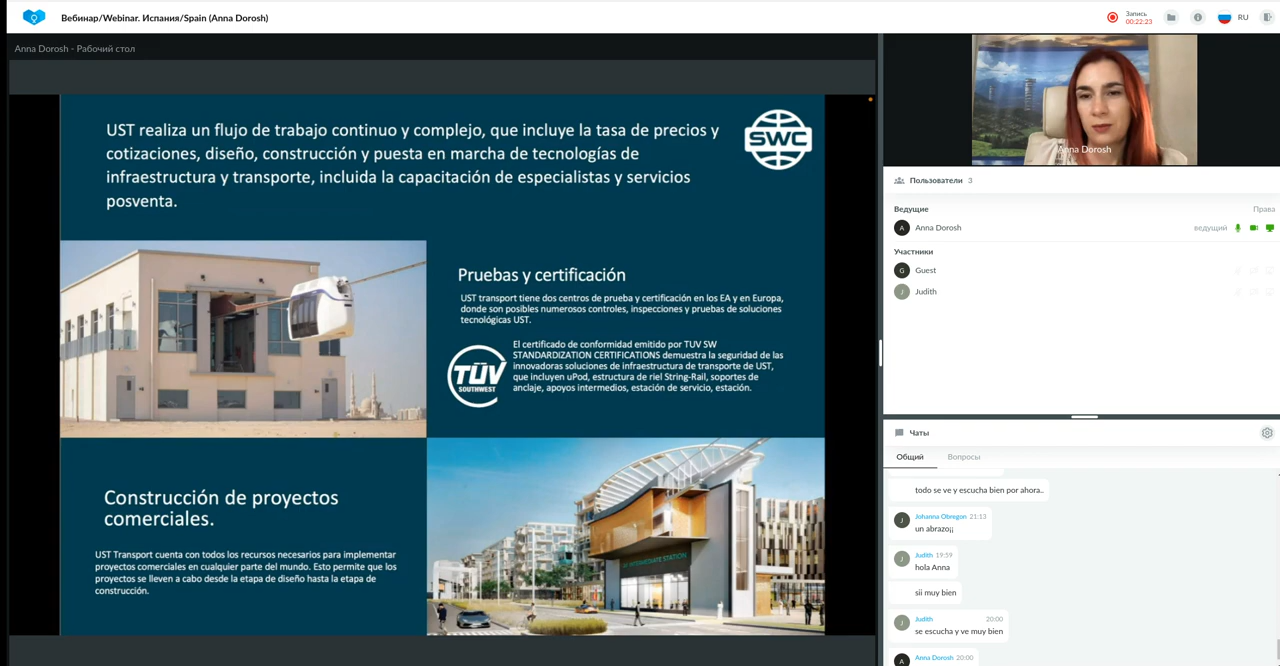 Вебинар/Webinar. Испания/Spain (Anna Dorosh)
Запись
00:22:23
RU
Anna Dorosh - Рабочий стол
UST realiza un flujo de trabajo continuo y complejo, que incluye la tasa de precios y
cotizaciones, diseño, construcción y puesta en marcha de tecnologías de
infraestructura y transporte, incluida la capacitación de especialistas y servicios
posventa.
SWC
Pruebas y certificación
UST transport tiene dos centros de prueba y certificación en los EA y en Europa,
donde son posibles numerosos controles, inspecciones y pruebas de soluciones
tecnológicas UST.
TÜV
SOUTHWEST
El certificado de conformidad emitido por TUV SW
STANDARDIZATION CERTIFICATIONS demuestra la seguridad de las
innovadoras soluciones de infraestructura de transporte de UST,
que incluyen uPod, estructura de riel String-Rail, soportes de
anclaje, apoyos intermedios, estación de servicio, estación.
Construcción de proyectos
comerciales.
UST Transport cuenta con todos los recursos necesarios para implementar
proyectos comerciales en cualquier parte del mundo. Esto permite que los
proyectos se lleven a cabo desde la etapa de diseño hasta la etapa de
construcción.
INTERMEDIATE STATION
Anna Dorosh
Пользователи 3
Ведущие
Права
A
Anna Dorosh
ведущий
Участники
G
Guest
J
Judith
Чаты
Общий
Вопросы
todo se ve y escucha bien por ahora..
J
Johanna Obregon 21:13
un abrazo¡¡
J
Judith 19:59
hola Anna
sii muy bien
J
Judith 20:00
se escucha y ve muy bien
A
Anna Dorosh 20:00